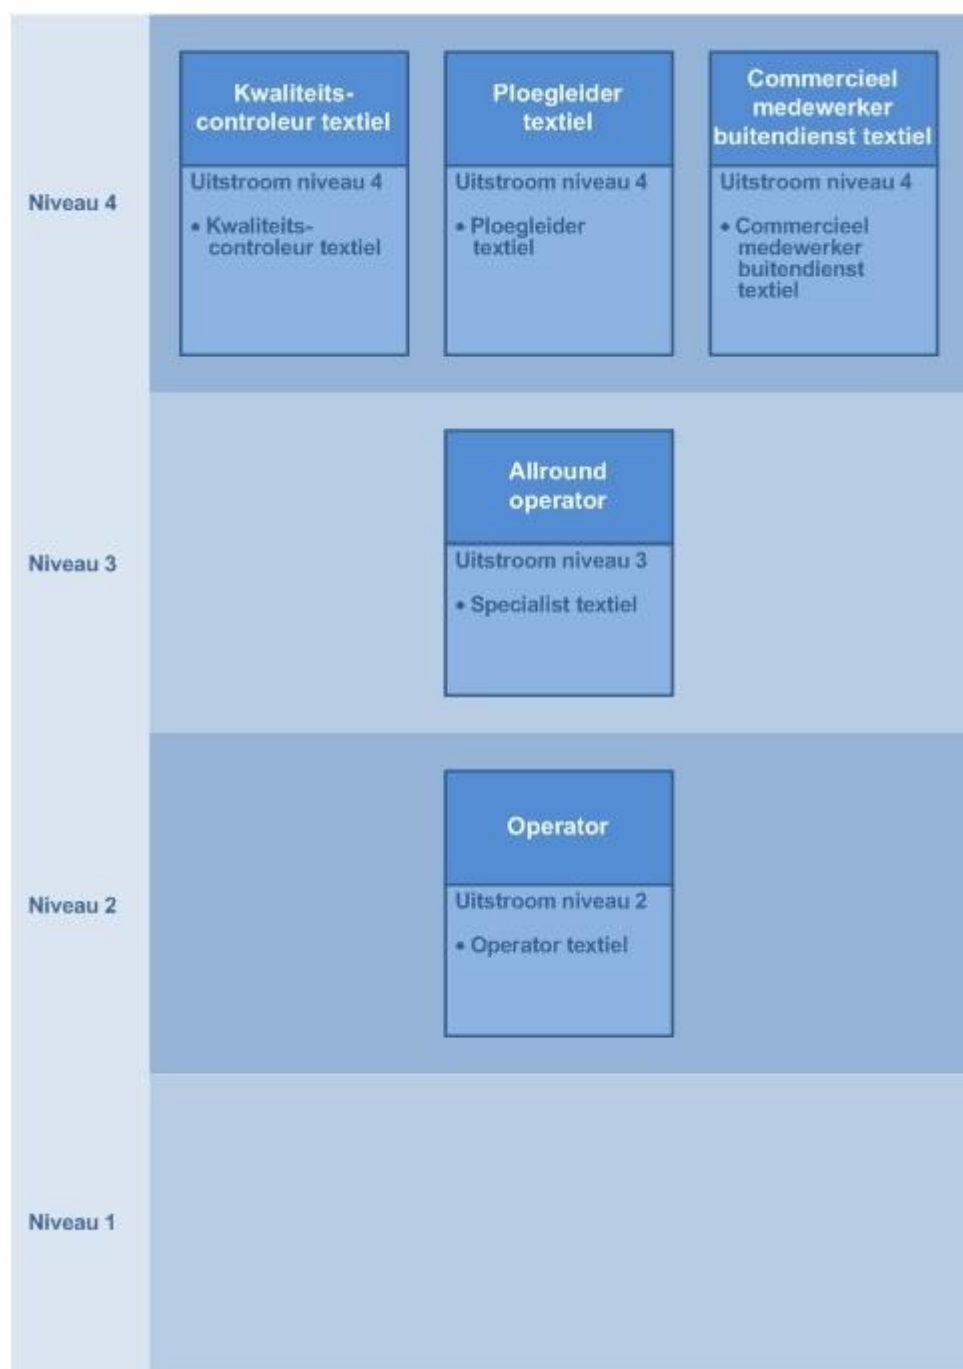 Niveau 4
Kwaliteits-
controleur textiel
Uitstroom niveau 4
• Kwaliteits-
controleur textiel
Ploegleider
textiel
Uitstroom niveau 4
• Ploegleider
textiel
Commercieel
medewerker
buitendienst textiel
Uitstroom niveau 4
• Commercieel
medewerker
buitendienst
textiel
Niveau 3
Allround
operator
Uitstroom niveau 3
• Specialist textiel
Niveau 2
Operator
Uitstroom niveau 2
• Operator textiel
Niveau 1